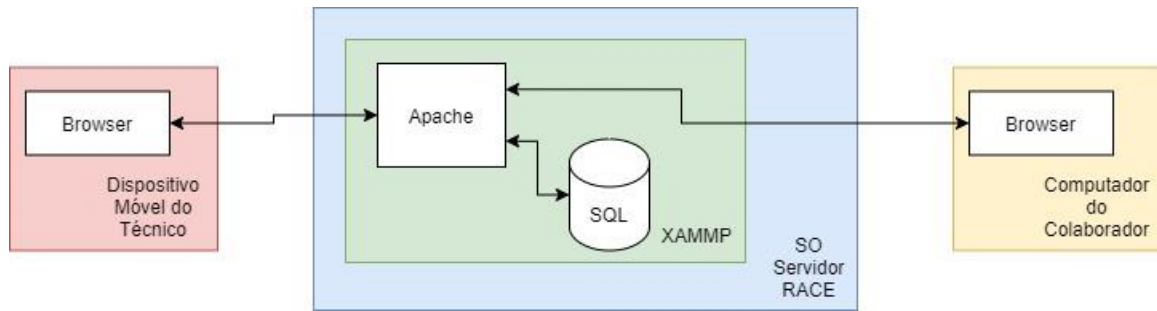 Browser
Dispositivo
Móvel do
Técnico
Apache
SQL
XAMMP
SO
Servidor
RACE
Browser
Computador
do
Colaborador